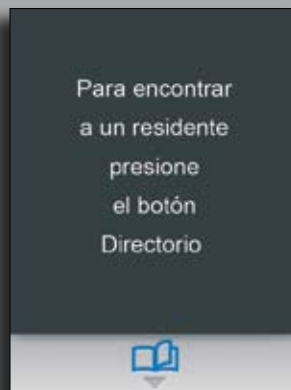 Para encontrar
a un residente
presione
el botón
Directorio